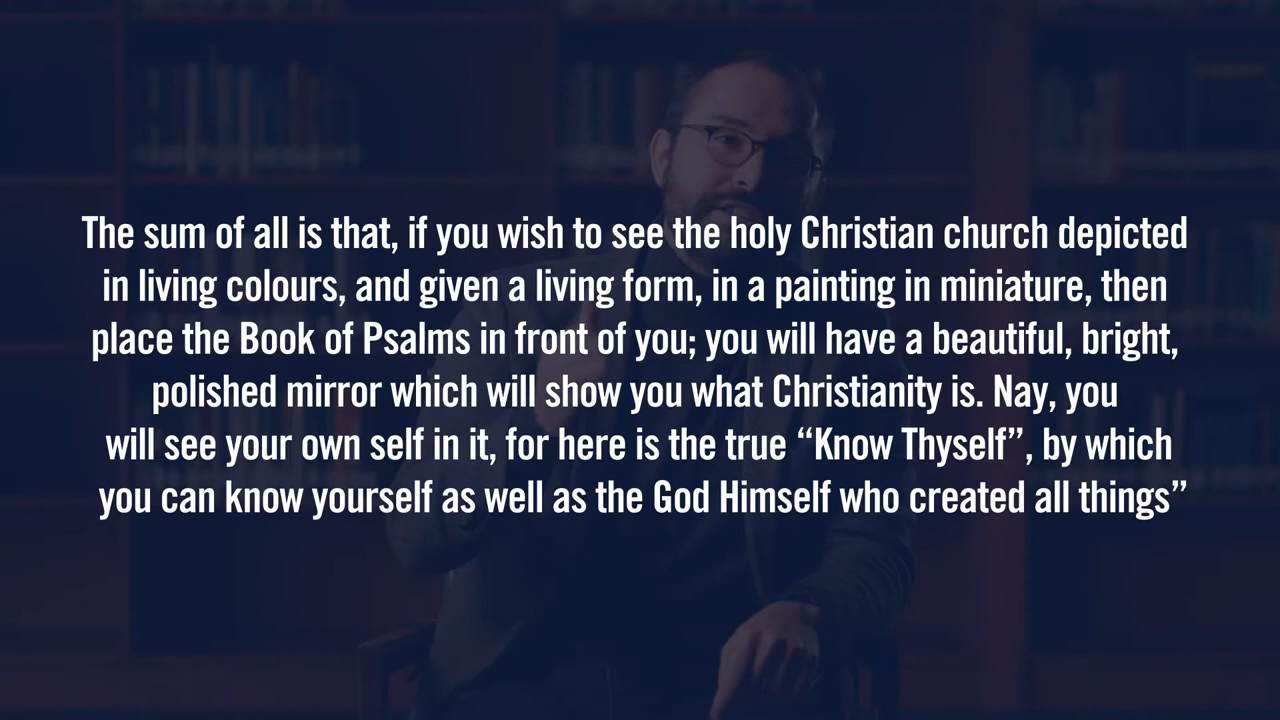 The sum of all is that, if you wish to see the holy Christian church depicted
in living colours, and given a living form, in a painting in miniature, then
place the Book of Psalms in front of you; you will have a beautiful, bright,
polished mirror which will show you what Christianity is. Nay, you
will see your own self in it, for here is the true “Know Thyself”, by which
you can know yourself as well as the God Himself who created all things”